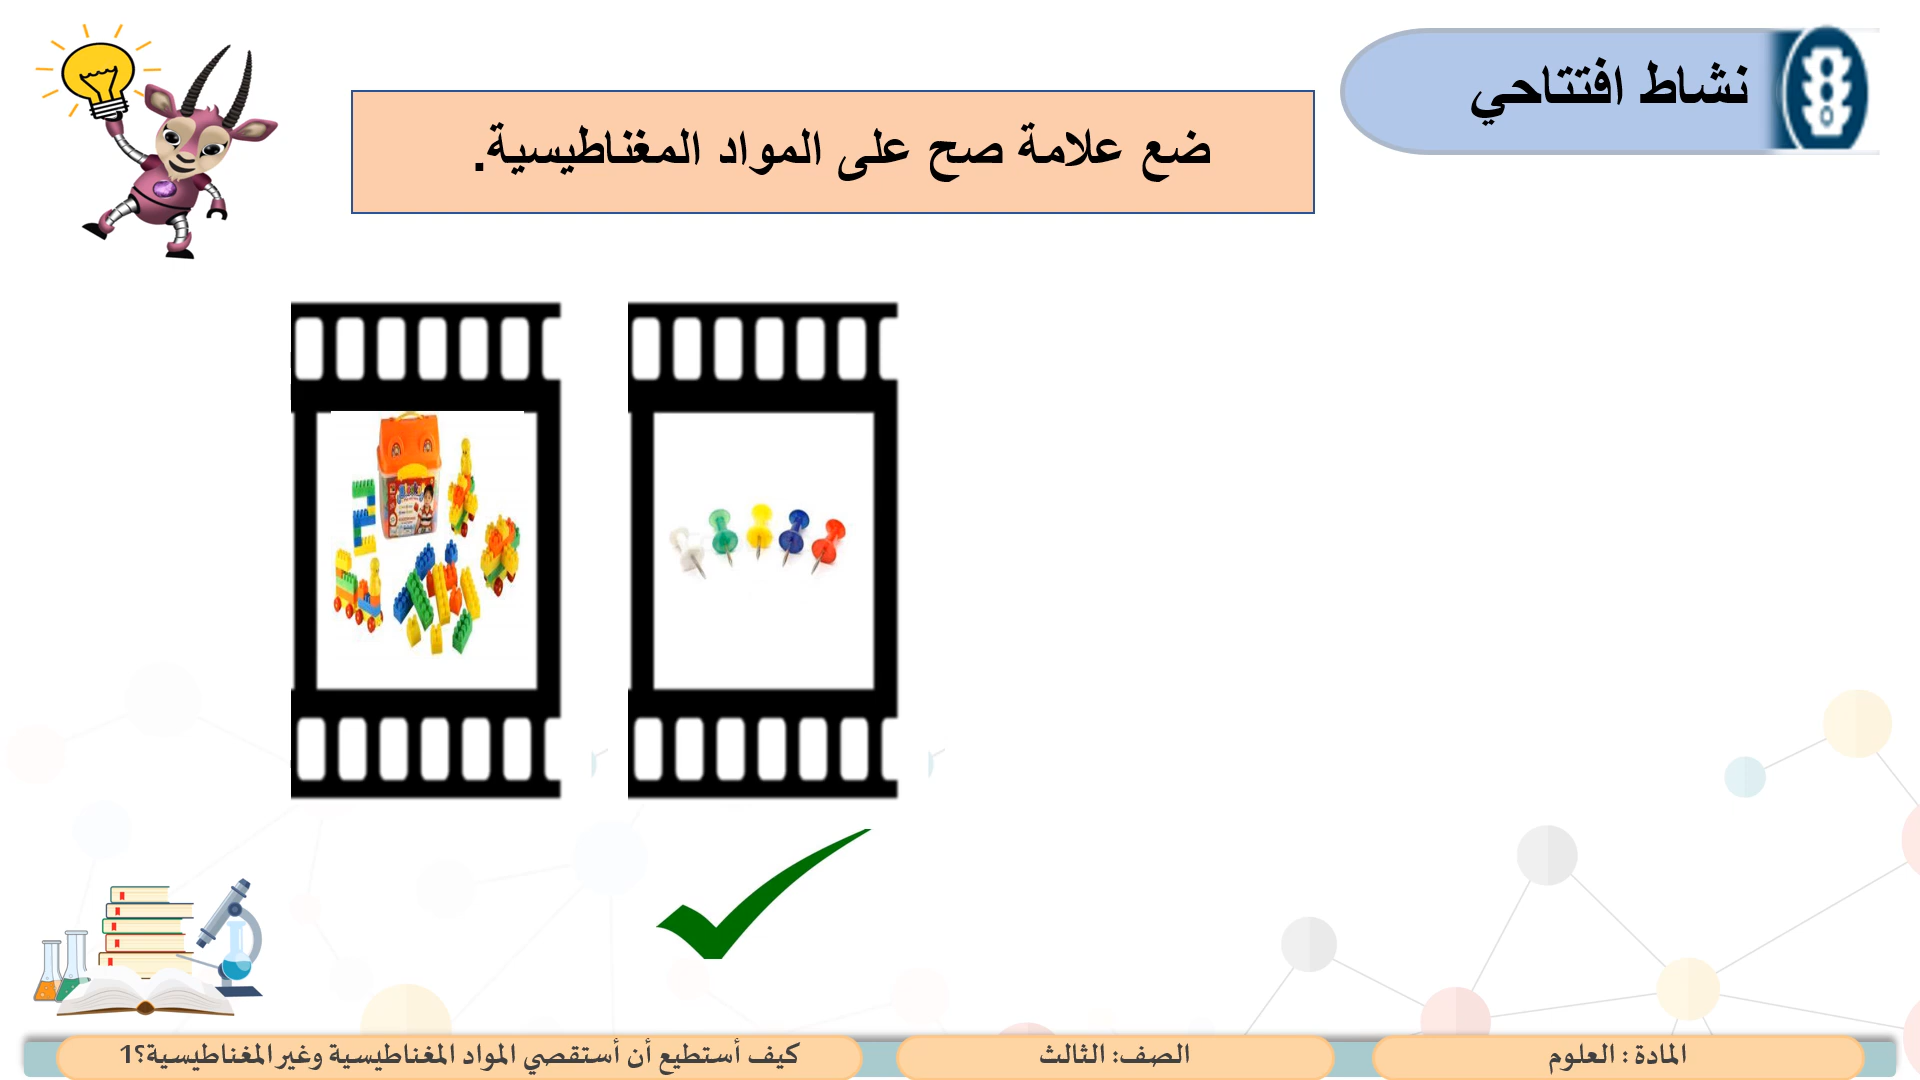 نشاط افتتاحي
ضع علامة صح على المواد المغناطيسية.
المادة : العلوم
الصف: الثالث
كيف أستطيع أن أستقصي المواد المغناطيسية وغير المغناطيسية؟1